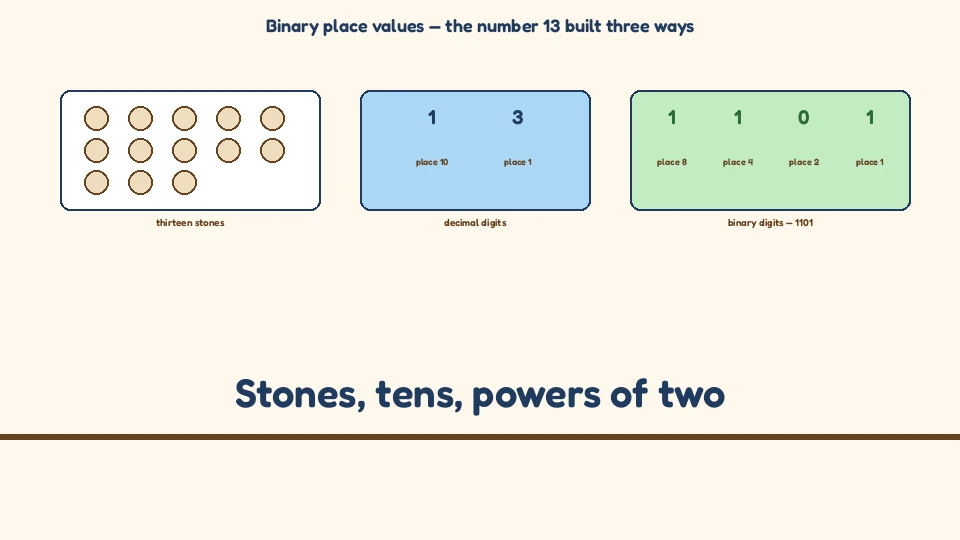 Binary place values — the number 13 built three ways
1 3
place 10 place 1
1 1 0 1
place 8 place 4 place 2 place 1
thirteen stones
decimal digits
binary digits — 1101
Stones, tens, powers of two